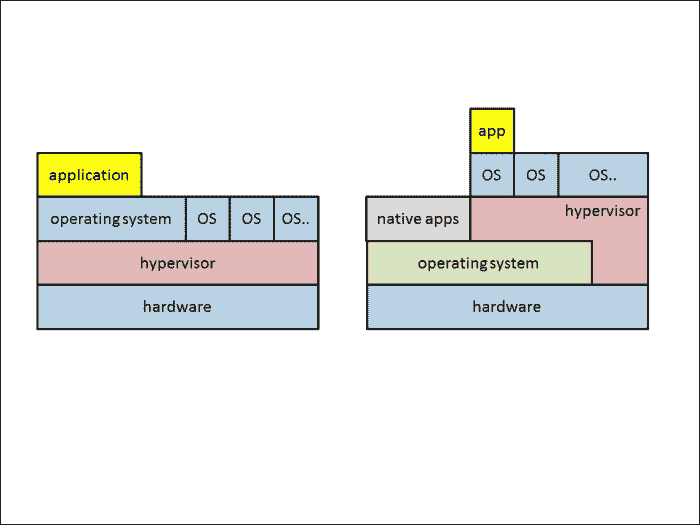 application
operating system OS OS OS..
hypervisor
hardware
app
OS OS OS..
native apps hypervisor
operating system
hardware